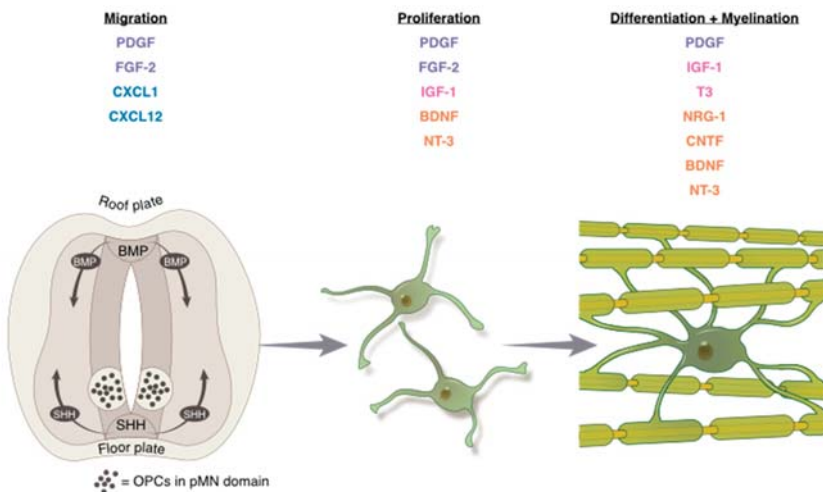 Migration
PDGF
FGF-2
CXCL1
CXCL12
Proliferation
PDGF
FGF-2
IGF-1
BDNF
NT-3
Differentiation + Myelination
PDGF
IGF-1
T3
NRG-1
CNTF
BDNF
NT-3
Roof plate
BMP
BMP
BMP
SHH
SHH
SHH
Floor plate
= OPCs in pMN domain